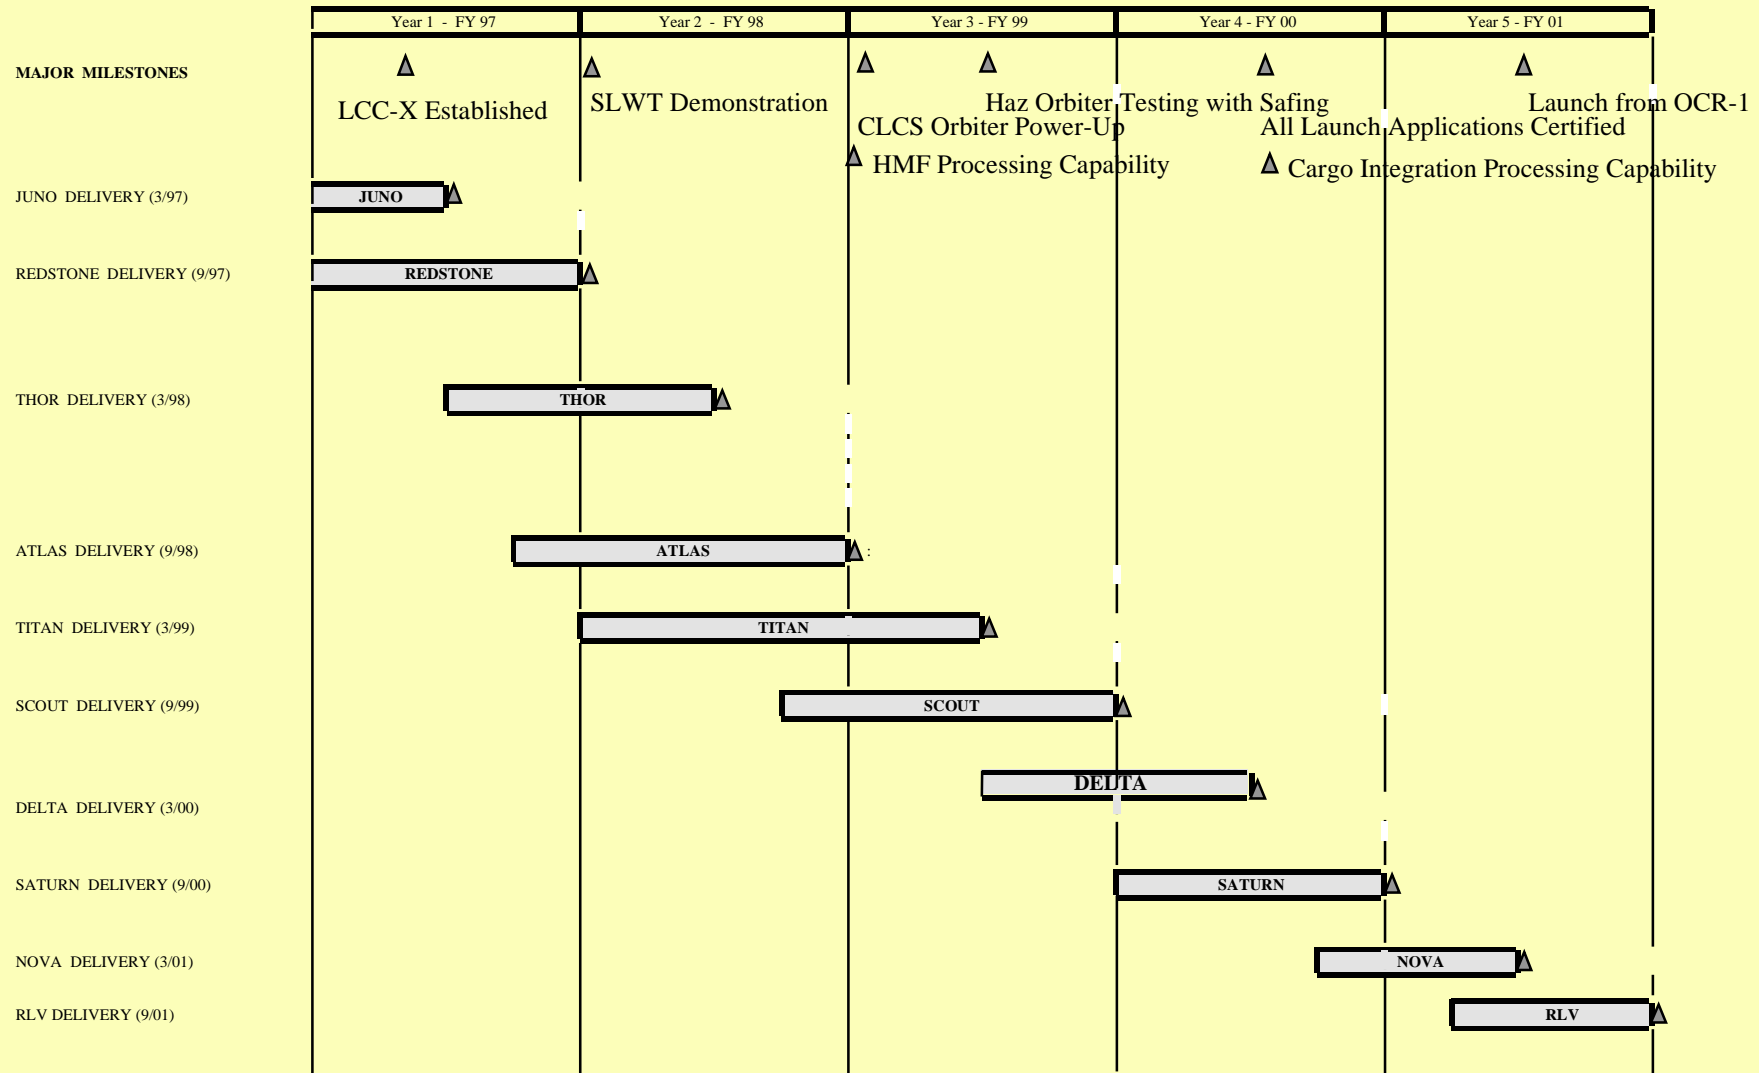 Year 1 - FY 97
Year 2 - FY 98
Year 3 - FY 99
Year 4 - FY 00
Year 5 - FY 01
MAJOR MILESTONES
LCC-X Established
SLWT Demonstration
Haz Orbiter Testing with Safing
Launch from OCR-1
CLCS Orbiter Power-Up
All Launch Applications Certified
HMF Processing Capability
Cargo Integration Processing Capability
JUNO DELIVERY (3/97)
JUNO
REDSTONE DELIVERY (9/97)
REDSTONE
THOR DELIVERY (3/98)
THOR
ATLAS DELIVERY (9/98)
ATLAS
:
TITAN DELIVERY (3/99)
TITAN
SCOUT DELIVERY (9/99)
SCOUT
DELTA
DELTA DELIVERY (3/00)
SATURN DELIVERY (9/00)
SATURN
NOVA DELIVERY (3/01)
NOVA
RLV DELIVERY (9/01)
RLV